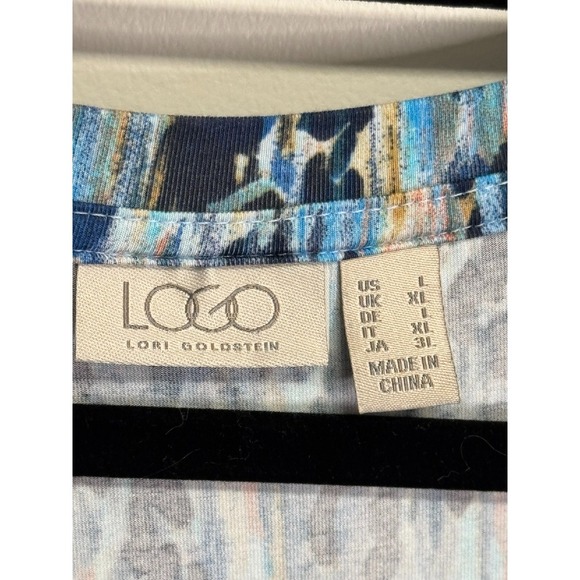 LOGO
LORI GOLDSTEIN
US L
UK XL
DE L
IT XL
JA 3L
MADE IN
CHINA